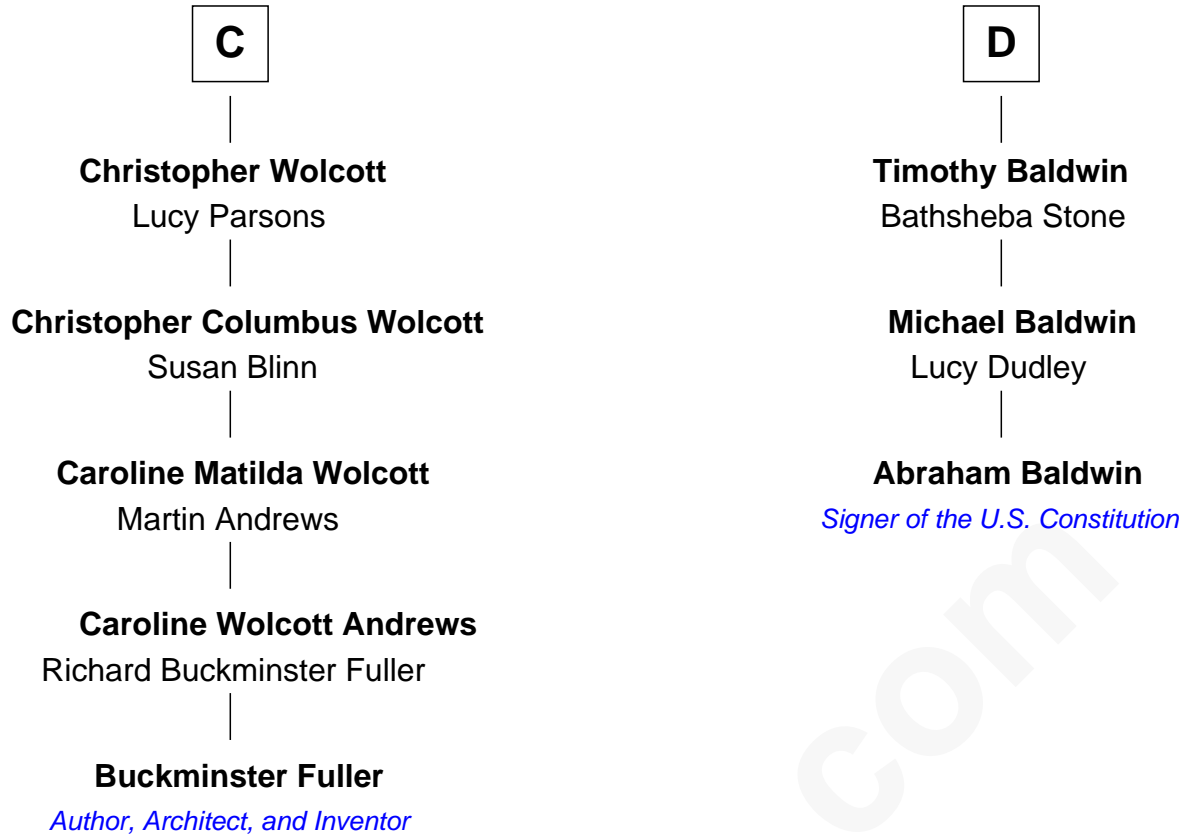 C
Christopher Wolcott
Lucy Parsons
Christopher Columbus Wolcott
Susan Blinn
Caroline Matilda Wolcott
Martin Andrews
Caroline Wolcott Andrews
Richard Buckminster Fuller
Buckminster Fuller
Author, Architect, and Inventor
D
Timothy Baldwin
Bathsheba Stone
Michael Baldwin
Lucy Dudley
Abraham Baldwin
Signer of the U.S. Constitution
com